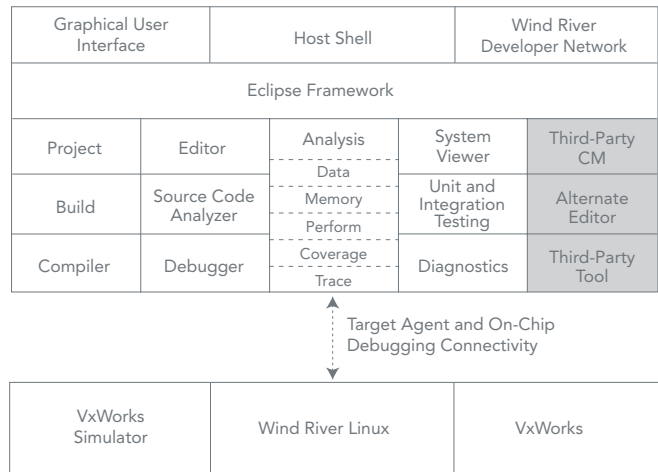 Graphical User
Interface
Host Shell
Wind River
Developer Network
Eclipse Framework
Project
Editor
Analysis
System
Viewer
Third-Party
CM
Data
Build
Source Code
Analyzer
Memory
Unit and
Integration
Testing
Alternate
Editor
Perform
Compiler
Debugger
Coverage
Diagnostics
Third-Party
Tool
Trace
Target Agent and On-Chip
Debugging Connectivity
VxWorks
Simulator
Wind River Linux
VxWorks